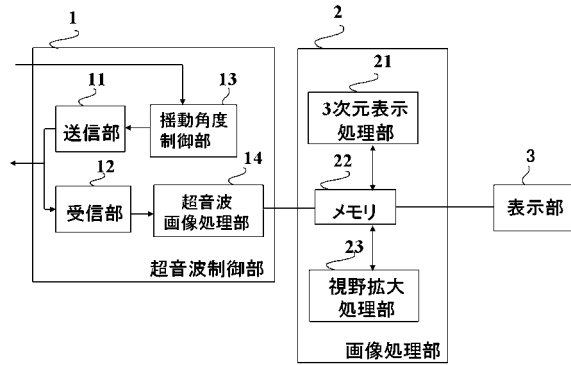 1
2
11
13
21
送信部
揺動角度
制御部
3次元表示
処理部
12
14
22
3
受信部
超音波
画像処理部
メモリ
表示部
23
視野拡大
処理部
超音波制御部
画像処理部